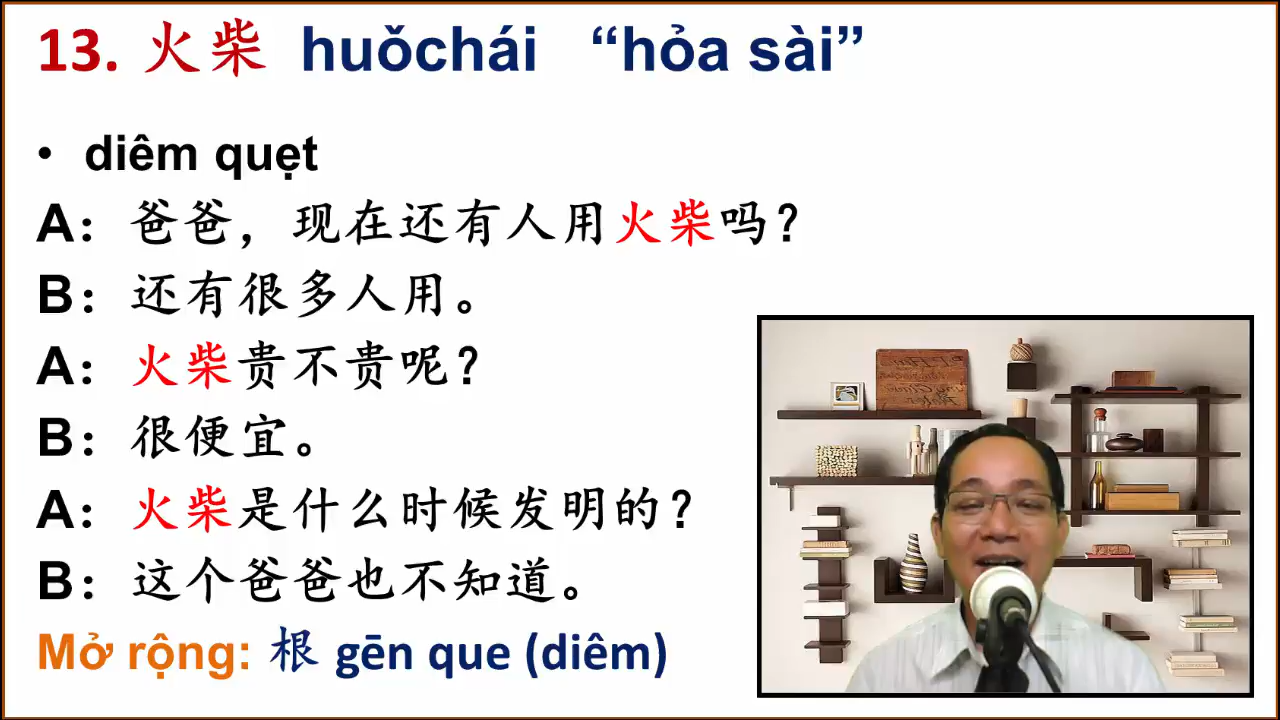 13. 火柴 huǒchái “hỏa sài”
• diêm quẹt
A：爸爸，现在还有人用火柴吗？
B：还有很多人用。
A：火柴贵不贵呢？
B：很便宜。
A：火柴是什么时候发明的？
B：这个爸爸也不知道。
Mở rộng: 根 gēn que (diêm)